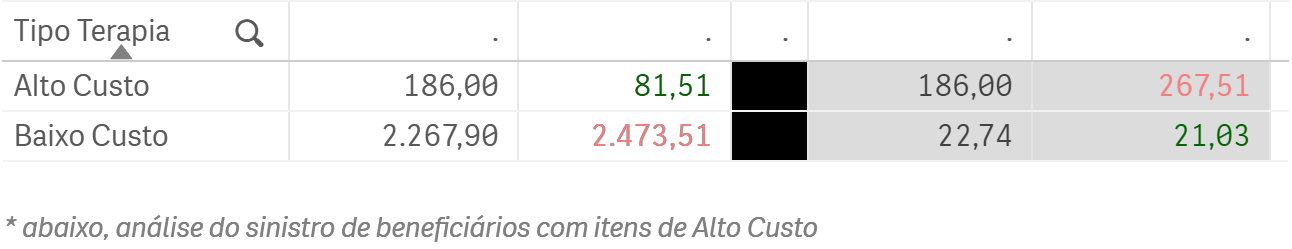 Tipo Terapia . . . . .
Alto Custo 186,00 81,51 186,00 267,51
Baixo Custo 2.267,90 2.473,51 22,74 21,03
* abaixo, análise do sinistro de beneficiários com itens de Alto Custo